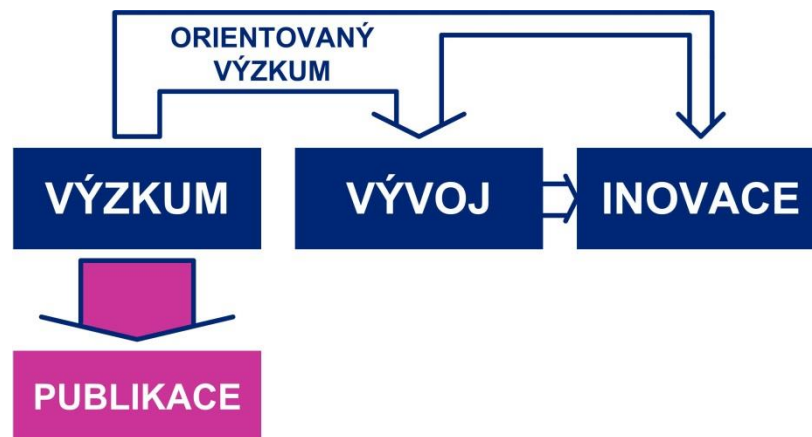 ORIENTOVANÝ
VÝZKUM
VÝZKUM
VÝVOJ
INOVACE
PUBLIKACE